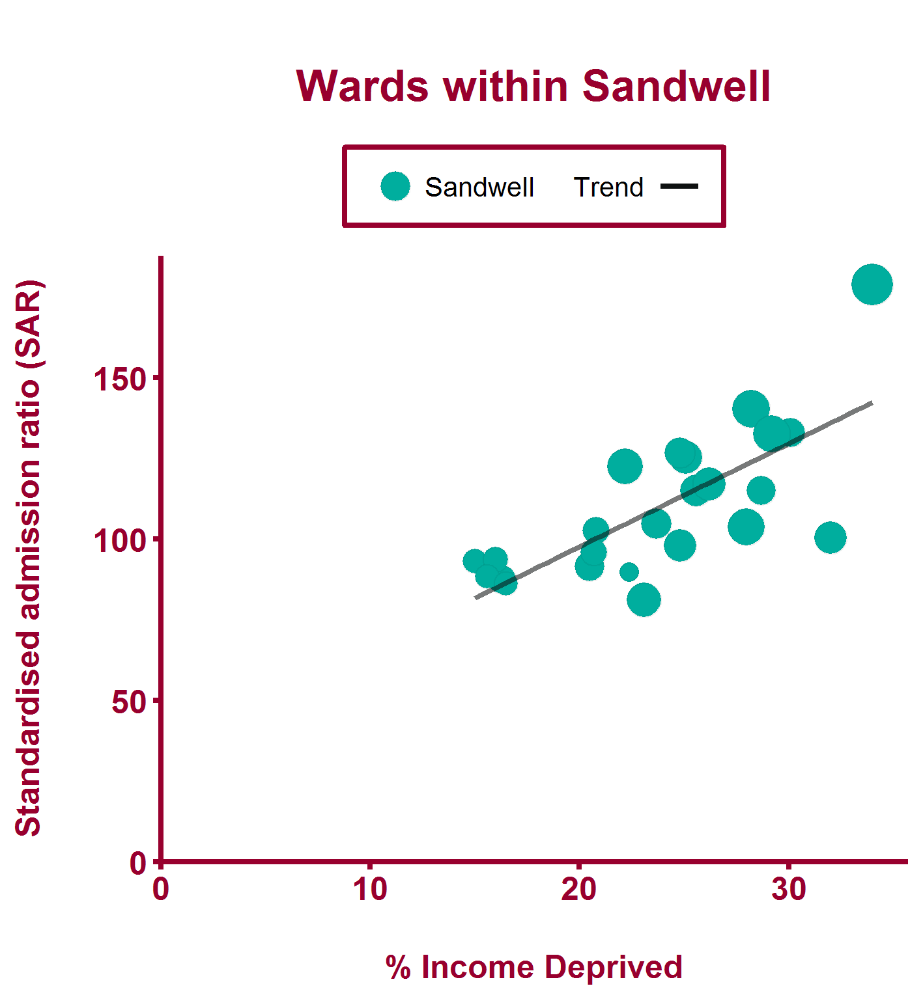 Wards within Sandwell
Sandwell Trend
Standardised admission ratio (SAR)
150
100
50
0
0 10 20 30
% Income Deprived